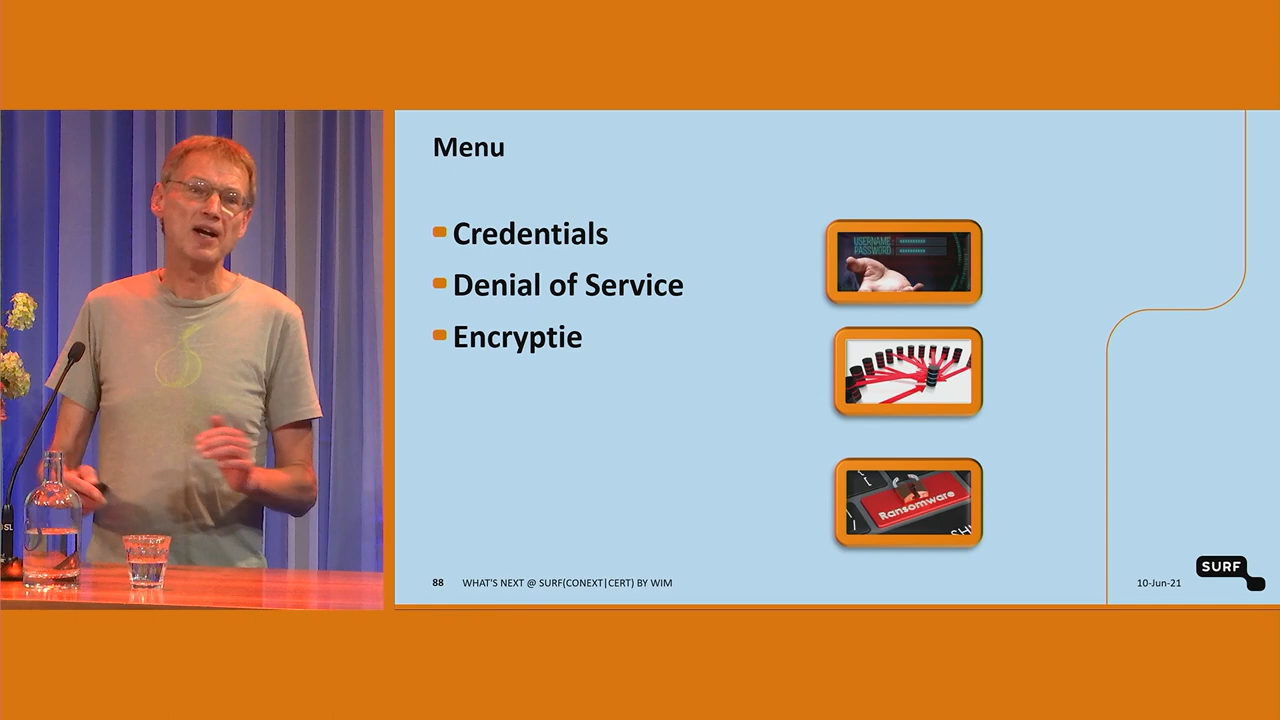 Menu
Credentials
Denial of Service
Encryptie
USERNAME
PASSWORD
Ransomware
88
WHAT'S NEXT @ SURF(CONEXT|CERT) BY WIM
10-Jun-21
SURF